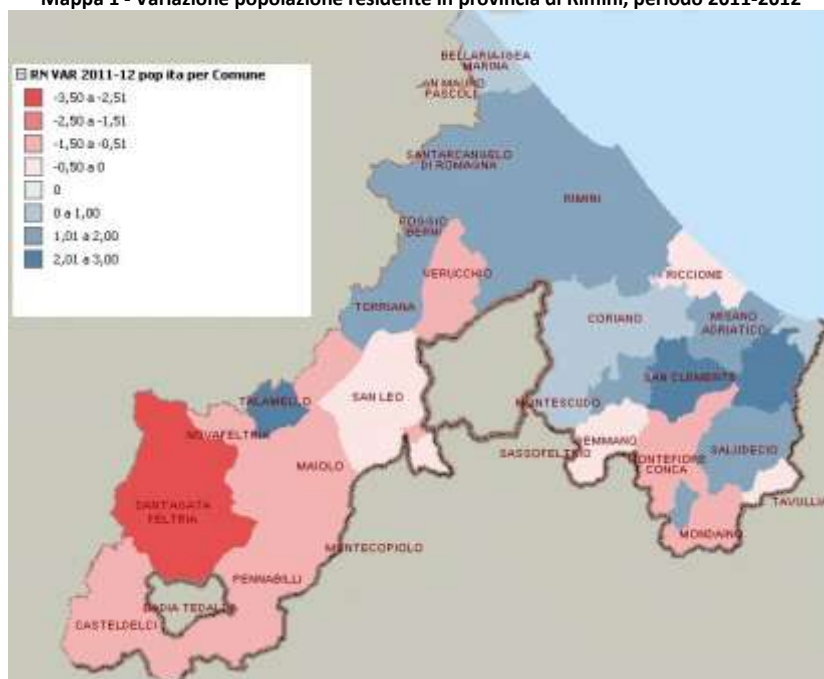 Mappa 1 - Variazione popolazione residente in provincia di Rimini, periodo 2011-2012
RN VAR 2011-12 pop ita per Comune
-3,50 a -2,51
-2,50 a -1,51
-1,50 a -0,51
-0,50 a 0
0
0 a 1,00
1,01 a 2,00
2,01 a 3,00
BELLARIA-IGEA
MARINA
AN MAURO
PASCOLI
SANTARCANGELO
DI ROMAGNA
RIMINI
POGGIO
BERNI
VERUCCHIO
RICCIONE
TORRIANA
CORIANO
MISANO
ADRIATICO
SAN CLEMENTE
TALAMELLO
SAN LEO
MONTESCUDO
NOVAFELTRIA
SASSOFELTRIO
GEMMANO
MONTEFIORE
CONCA
SALUDECIO
MAIOLO
SANT'AGATA
FELTRIA
TAVULLIA
MONDAINO
MONTECOPIOLO
PENNABILLI
BADIA TEDALDA
CASTELDELCI